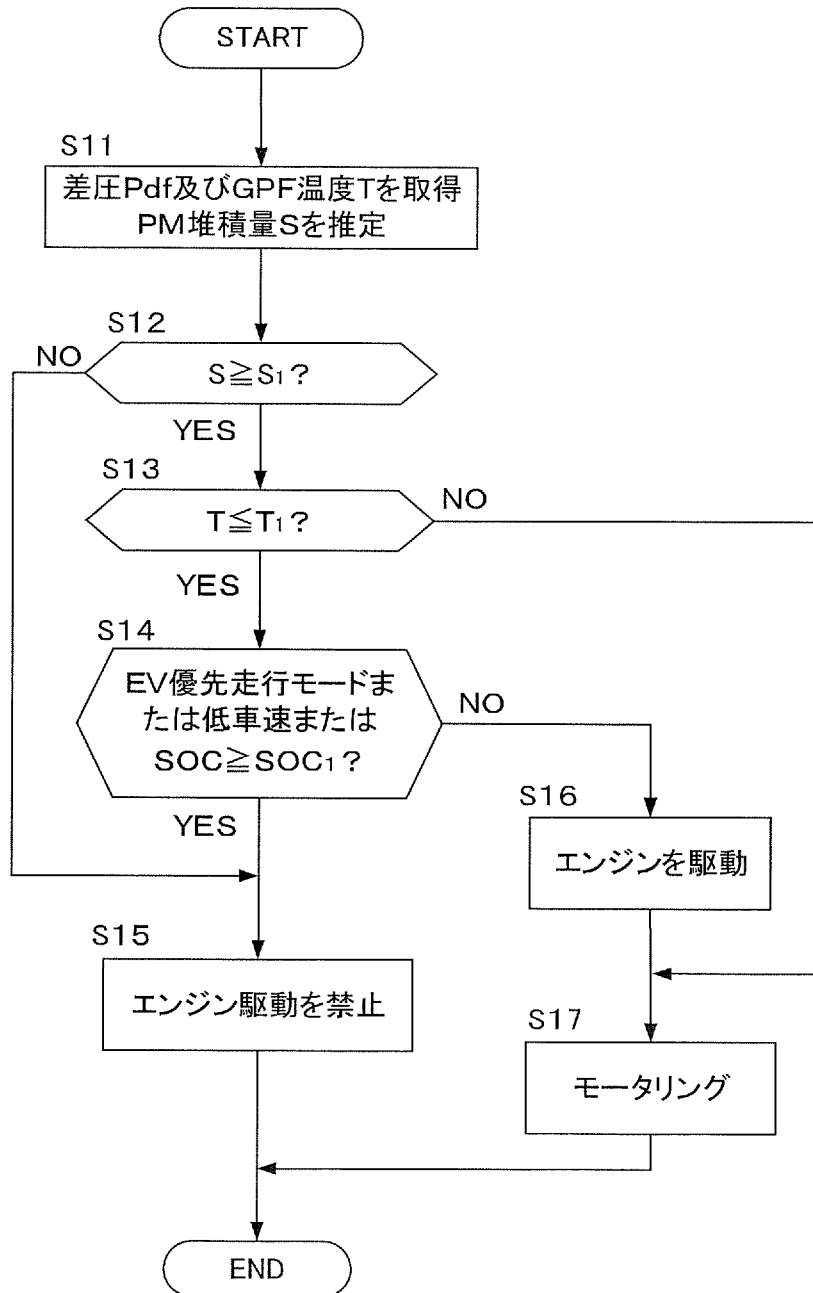 START
S11
差圧Pdf及びGPF温度Tを取得
PM堆積量Sを推定
S12
NO
S≧S₁?
YES
S13
NO
T≦T₁?
YES
S14
EV優先走行モードま
たは低車速または
SOC≧SOC₁?
NO
YES
S16
エンジンを駆動
S15
エンジン駆動を禁止
S17
モータリング
END